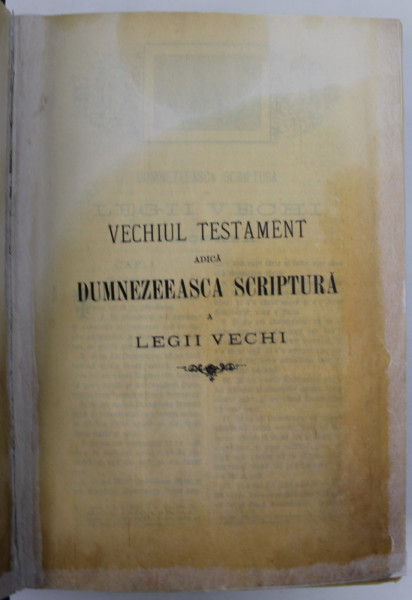 VECHIUL TESTAMENT
ADICĂ
DUMNEZEEASCA SCRIPTURĂ
A
LEGII VECHI